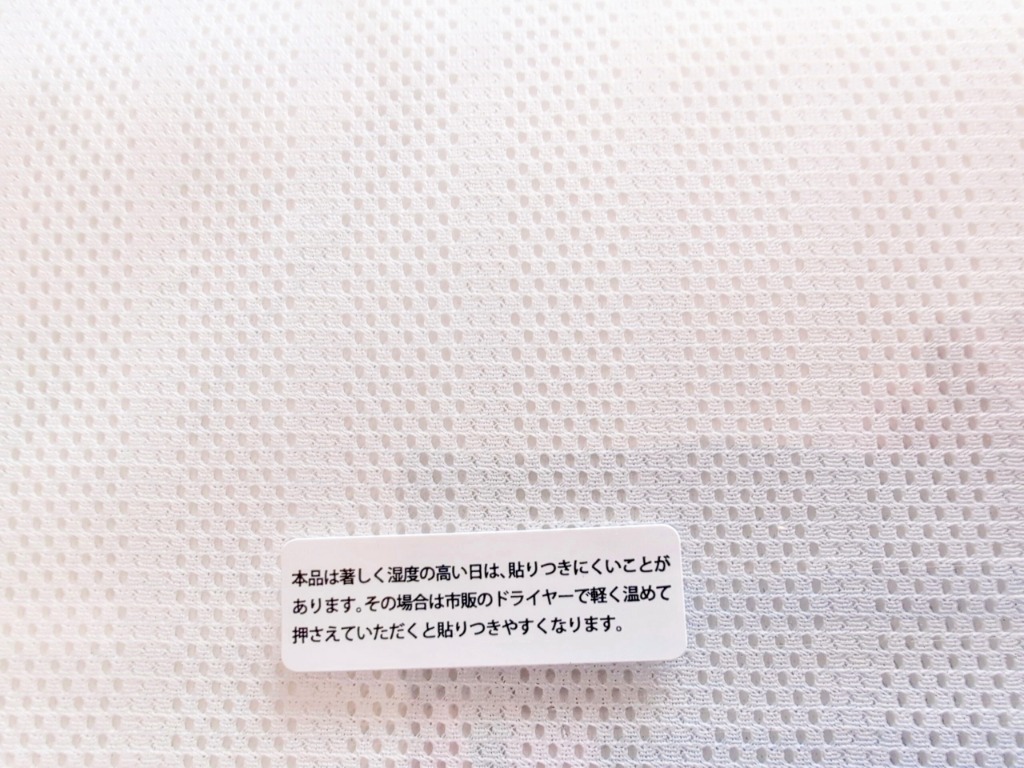 本品は著しく湿度の高い日は、貼りつきにくいことが
あります。その場合は市販のドライヤーで軽く温めて
押さえていただくと貼りつきやすくなります。